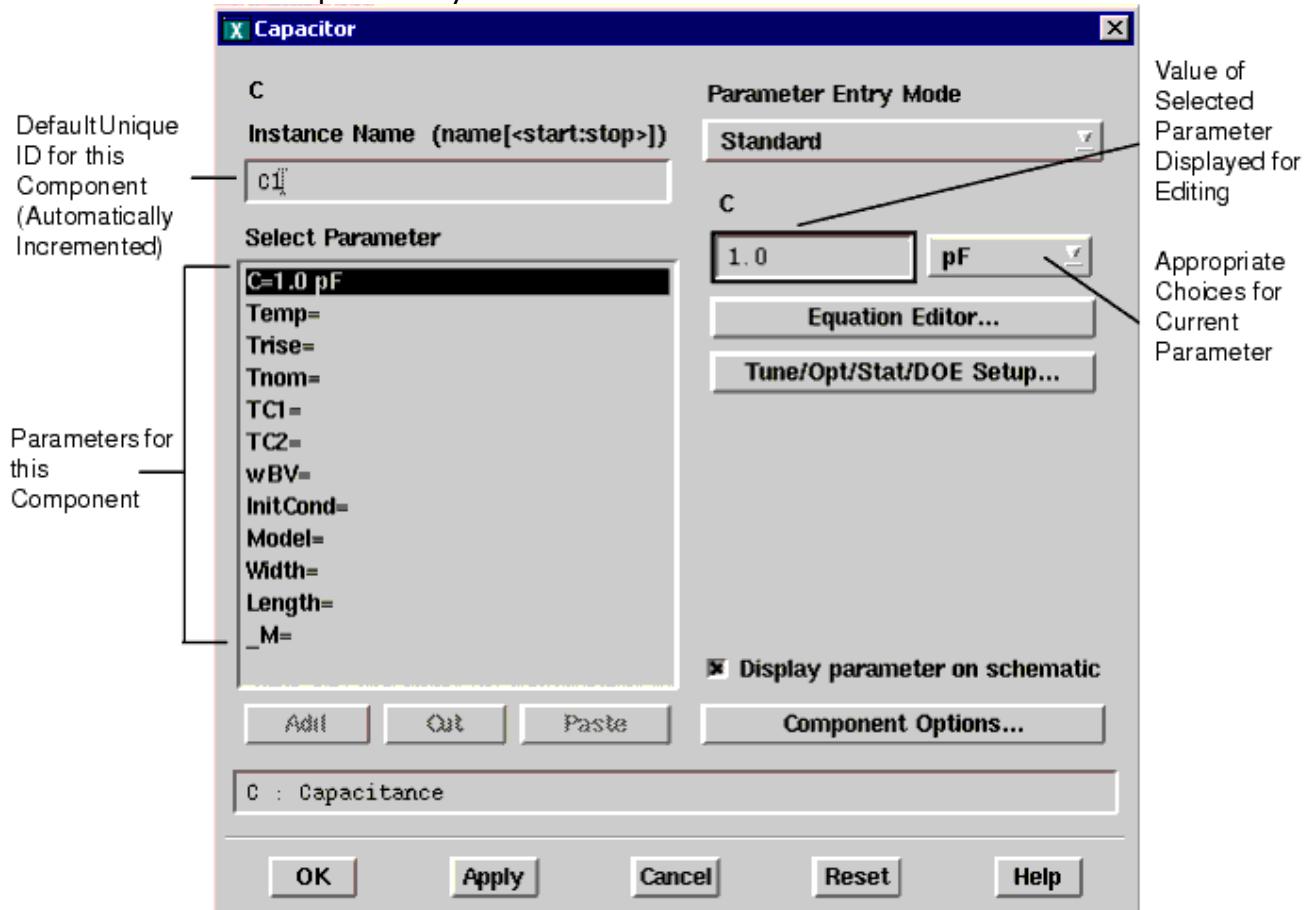 X Capacitor
C
Instance Name (name[<start:stop>])
C1
Select Parameter
C=1.0 pF
Temp=
Trise=
Tnom=
TC1=
TC2=
wBV=
InitCond=
Model=
Width=
Length=
_M=
Add
Cut
Paste
Parameter Entry Mode
Standard
C
1.0
pF
Equation Editor...
Tune/Opt/Stat/DOE Setup...
Display parameter on schematic
Component Options...
C : Capacitance
OK
Apply
Cancel
Reset
Help
Default Unique
ID for this
Component
(Automatically
Incremented)
Parameters for
this
Component
Value of
Selected
Parameter
Displayed for
Editing
Appropriate
Choices for
Current
Parameter